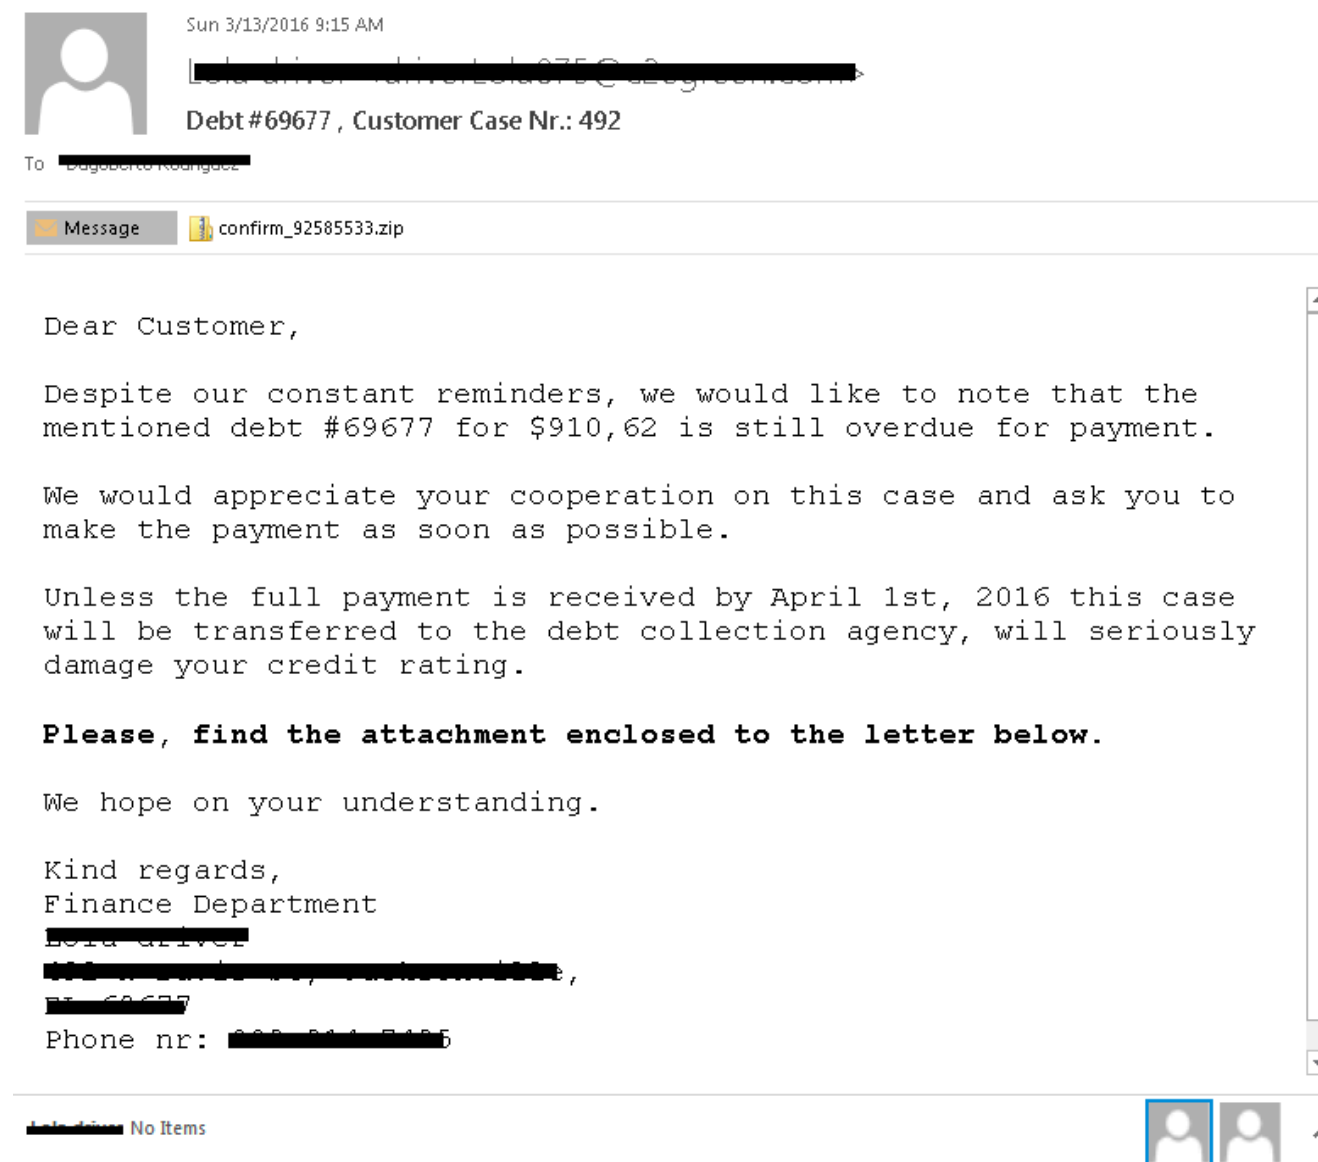 Sun 3/13/2016 9:15 AM
Debt #69677 , Customer Case Nr.: 492
To
Message confirm_92585533.zip
Dear Customer,
Despite our constant reminders, we would like to note that the
mentioned debt #69677 for $910,62 is still overdue for payment.
We would appreciate your cooperation on this case and ask you to
make the payment as soon as possible.
Unless the full payment is received by April 1st, 2016 this case
will be transferred to the debt collection agency, will seriously
damage your credit rating.
Please, find the attachment enclosed to the letter below.
We hope on your understanding.
Kind regards,
Finance Department
Phone nr:
No Items